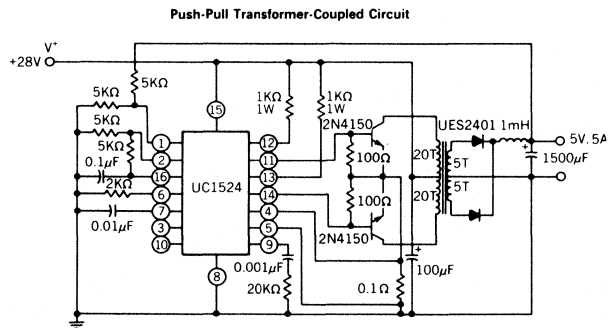 Push-Pull Transformer-Coupled Circuit
V+
+28V
5KΩ
5KΩ
5KΩ
5KΩ
0.1μF
2KΩ
0.01μF
15
1
2
16
6
7
3
10
UC1524
12
11
13
14
4
5
9
8
1KΩ
1W
1KΩ
1W
2N4150
100Ω
100Ω
2N4150
0.001μF
20KΩ
0.1Ω
+
100μF
20T
20T
5T
5T
UES2401
1mH
+
1500μF
5V.5A